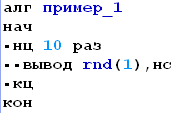 алг пример_1
нач
·нц 10 раз
··вывод rnd(1),нс
·кц
кон